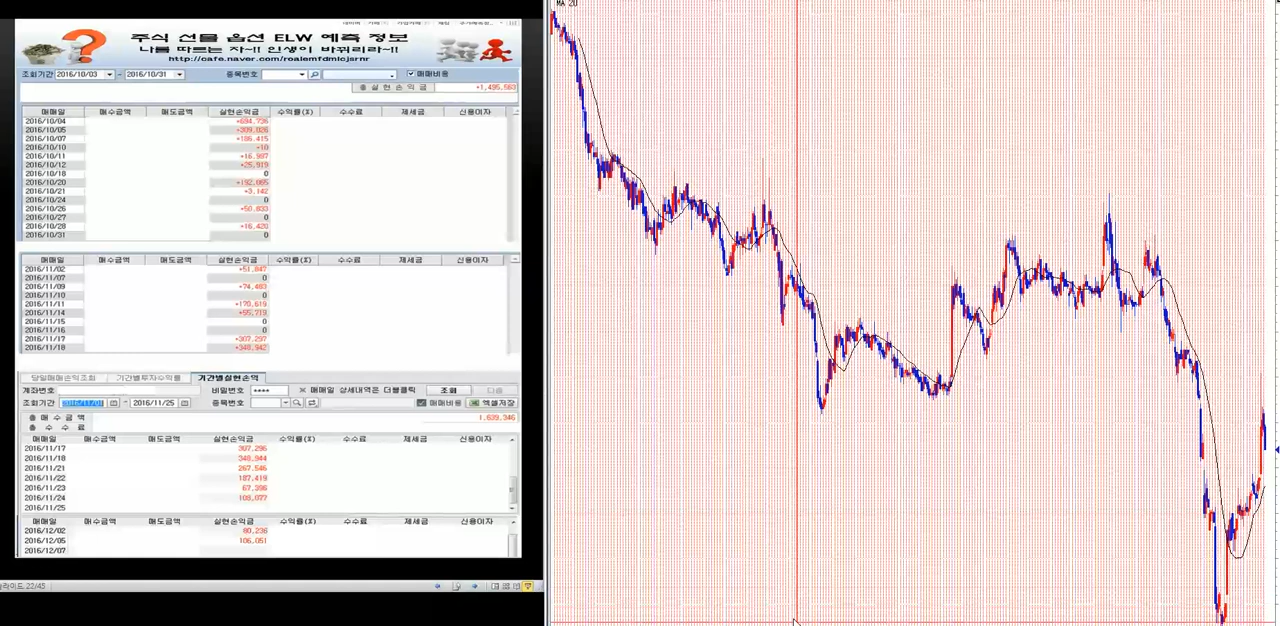 MA 20
주식 선물 옵션 ELW 예측 정보
나를 따르는 자~!! 인생이 바뀌리라~!!
http://cafe.naver.com/roalemfdmlojsrnr
조회기간 2016/10/03 ~ 2016/10/31 종목번호 매매비용
총 실 현 손 익 금 +1,495,563
매매일 매수금액 매도금액 실현손익금 수익률(%) 수수료 제세금 신용이자
2016/10/04 +684,726
2016/10/05 +309,026
2016/10/07 +186,415
2016/10/10 +10
2016/10/11 +16,987
2016/10/12 +25,919
2016/10/18 0
2016/10/20 +192,085
2016/10/21 +3,142
2016/10/24 0
2016/10/26 +50,833
2016/10/27 0
2016/10/28 +16,420
2016/10/31 0
매매일 매수금액 매도금액 실현손익금 수익률(%) 수수료 제세금 신용이자
2016/11/02 +51,847
2016/11/07 0
2016/11/09 +74,483
2016/11/10 0
2016/11/11 +170,619
2016/11/14 +55,719
2016/11/15 0
2016/11/16 0
2016/11/17 +307,297
2016/11/18 +348,942
당일매매손익조회 기간별투자수익률 기간별실현손익
계좌번호 비밀번호 **** ※ 매매일 상세내역은 더블클릭 조회 다음
조회기간 2016/11/01 ~ 2016/11/25 종목번호 매매비용 엑셀저장
총 매 수 금 액 1,639,346
총 수 수 료
매매일 매수금액 매도금액 실현손익금 수익률(%) 수수료 제세금 신용이자
2016/11/17 307,296
2016/11/18 348,944
2016/11/21 267,546
2016/11/22 187,419
2016/11/23 67,396
2016/11/24 108,077
2016/11/25
매매일 매수금액 매도금액 실현손익금 수익률(%) 수수료 제세금 신용이자
2016/12/02 80,236
2016/12/05 106,051
2016/12/07
슬라이드 22/45